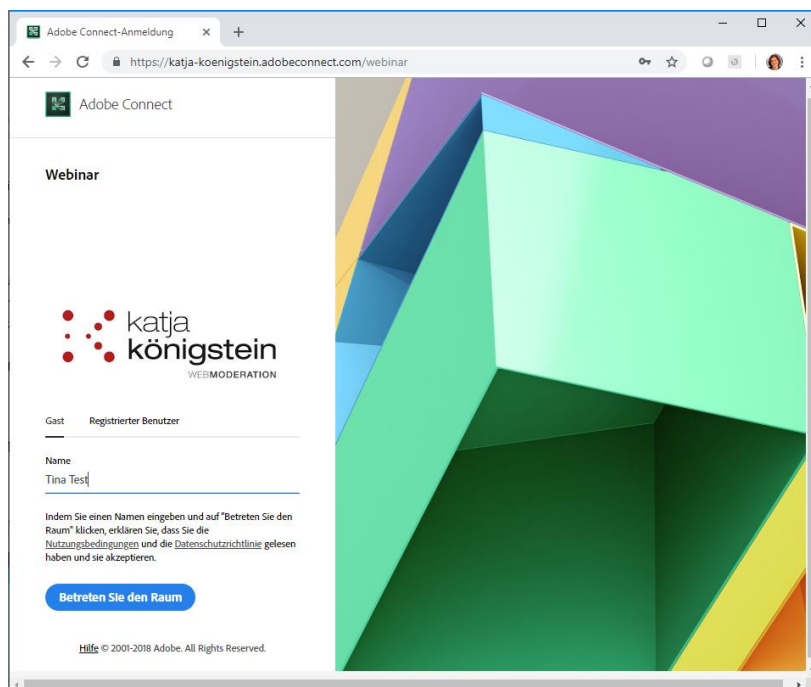 Adobe Connect-Anmeldung
https://katja-koenigstein.adobeconnect.com/webinar
Adobe Connect
Webinar
katja
königstein
WEBMODERATION
Gast Registrierter Benutzer
Name
Tina Test
Indem Sie einen Namen eingeben und auf "Betreten Sie den
Raum" klicken, erklären Sie, dass Sie die
Nutzungsbedingungen und die Datenschutzrichtlinie gelesen
haben und sie akzeptieren.
Betreten Sie den Raum
Hilfe © 2001-2018 Adobe. All Rights Reserved.